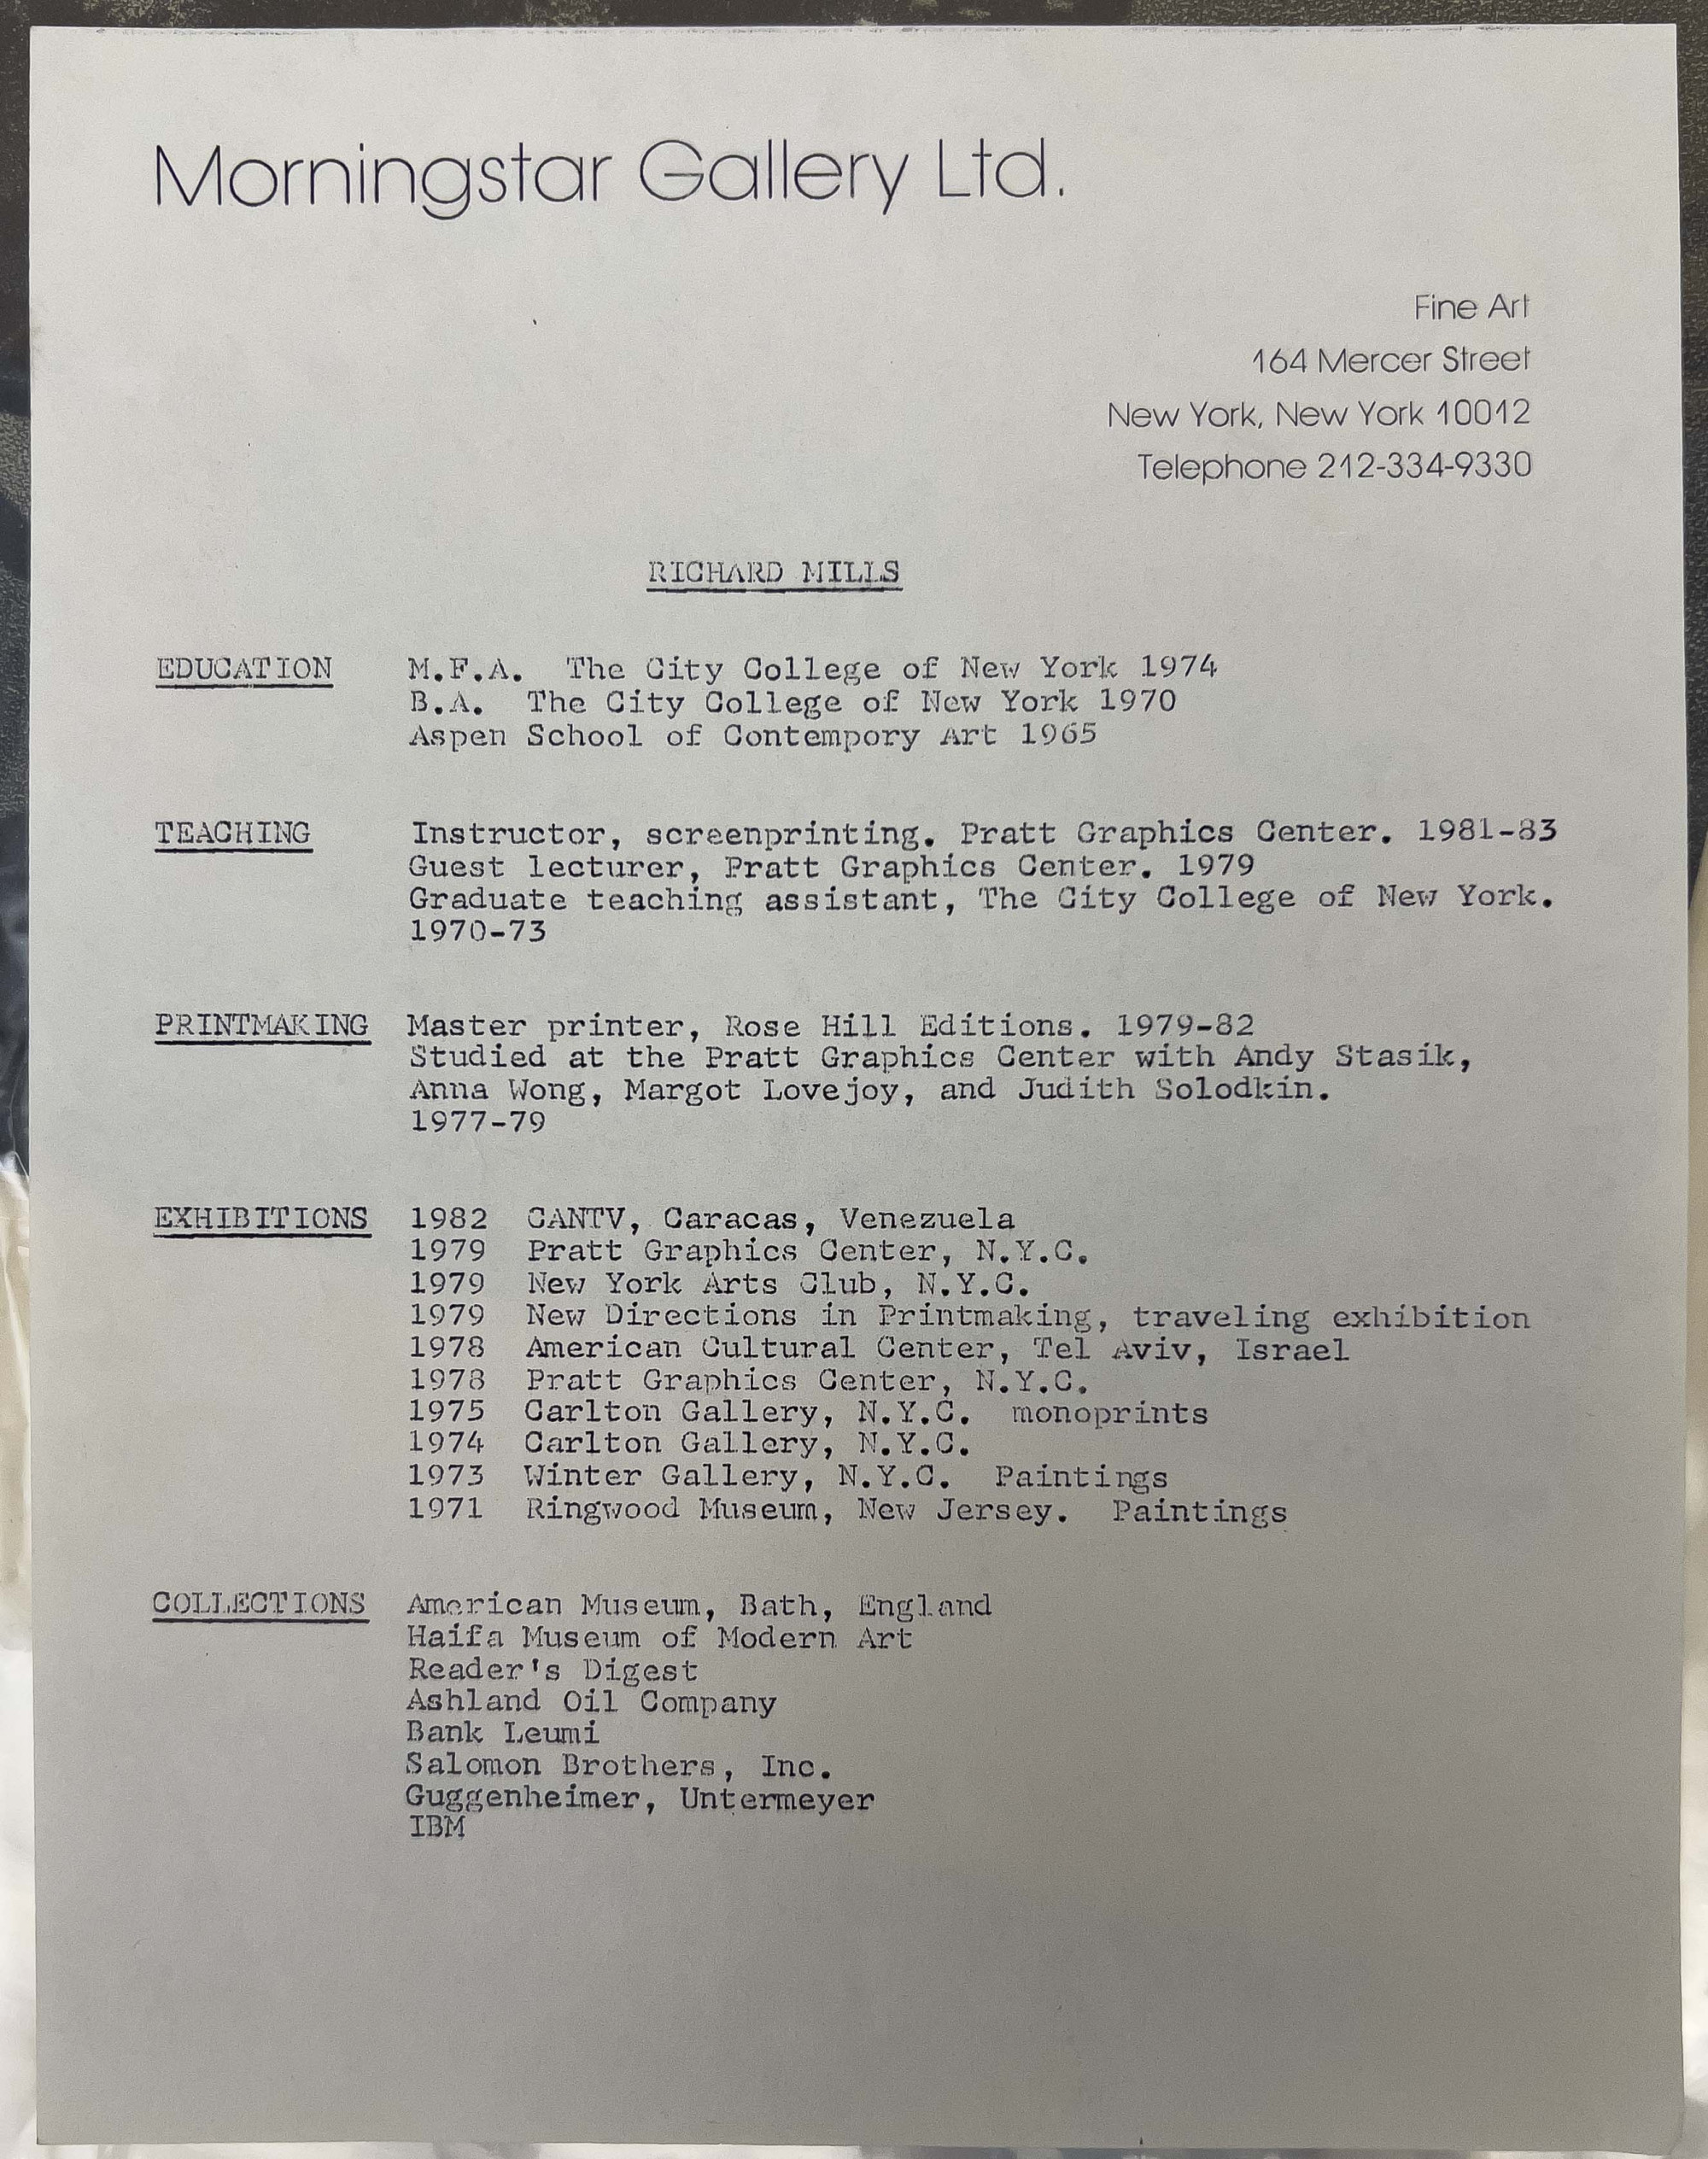 Morningstar Gallery Ltd.
Fine Art
164 Mercer Street
New York, New York 10012
Telephone 212-334-9330
RICHARD MILLS
EDUCATION M.F.A. The City College of New York 1974
B.A. The City College of New York 1970
Aspen School of Contempory Art 1965
TEACHING Instructor, screenprinting. Pratt Graphics Center. 1981-83
Guest lecturer, Pratt Graphics Center. 1979
Graduate teaching assistant, The City College of New York.
1970-73
PRINTMAKING Master printer, Rose Hill Editions. 1979-82
Studied at the Pratt Graphics Center with Andy Stasik,
Anna Wong, Margot Lovejoy, and Judith Solodkin.
1977-79
EXHIBITIONS 1982 CANTV, Caracas, Venezuela
1979 Pratt Graphics Center, N.Y.C.
1979 New York Arts Club, N.Y.C.
1979 New Directions in Printmaking, traveling exhibition
1978 American Cultural Center, Tel Aviv, Israel
1978 Pratt Graphics Center, N.Y.C.
1975 Carlton Gallery, N.Y.C. monoprints
1974 Carlton Gallery, N.Y.C.
1973 Winter Gallery, N.Y.C. Paintings
1971 Ringwood Museum, New Jersey. Paintings
COLLECTIONS American Museum, Bath, England
Haifa Museum of Modern Art
Reader's Digest
Ashland Oil Company
Bank Leumi
Salomon Brothers, Inc.
Guggenheimer, Untermeyer
IBM